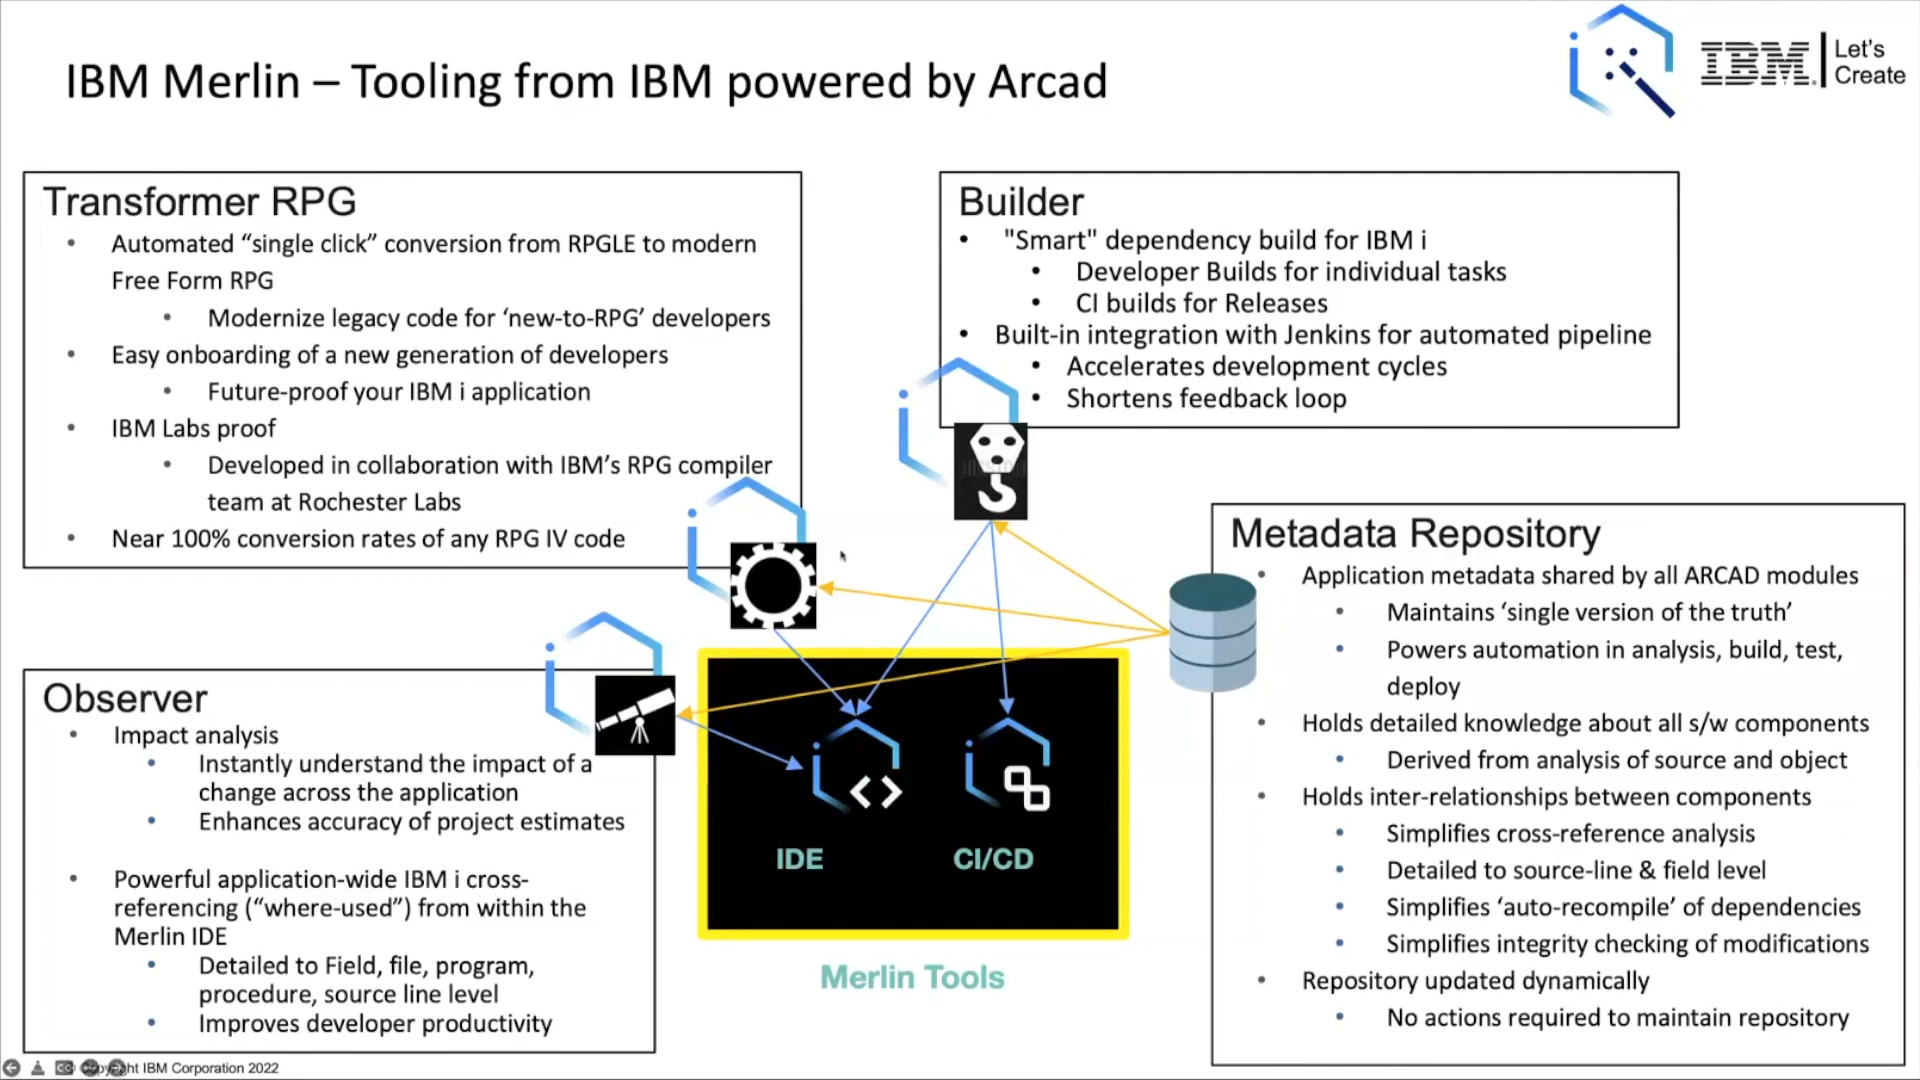 IBM Merlin – Tooling from IBM powered by Arcad
IBM
Let's
Create
Transformer RPG
• Automated “single click” conversion from RPGLE to modern
Free Form RPG
• Modernize legacy code for ‘new-to-RPG’ developers
• Easy onboarding of a new generation of developers
• Future-proof your IBM i application
• IBM Labs proof
• Developed in collaboration with IBM’s RPG compiler
team at Rochester Labs
• Near 100% conversion rates of any RPG IV code
Builder
• "Smart" dependency build for IBM i
• Developer Builds for individual tasks
• CI builds for Releases
• Built-in integration with Jenkins for automated pipeline
• Accelerates development cycles
• Shortens feedback loop
Observer
• Impact analysis
• Instantly understand the impact of a
change across the application
• Enhances accuracy of project estimates
• Powerful application-wide IBM i cross-
referencing (“where-used”) from within the
Merlin IDE
• Detailed to Field, file, program,
procedure, source line level
• Improves developer productivity
IDE
CI/CD
Merlin Tools
Metadata Repository
• Application metadata shared by all ARCAD modules
• Maintains ‘single version of the truth’
• Powers automation in analysis, build, test,
deploy
• Holds detailed knowledge about all s/w components
• Derived from analysis of source and object
• Holds inter-relationships between components
• Simplifies cross-reference analysis
• Detailed to source-line & field level
• Simplifies ‘auto-recompile’ of dependencies
• Simplifies integrity checking of modifications
• Repository updated dynamically
• No actions required to maintain repository
Copyright IBM Corporation 2022